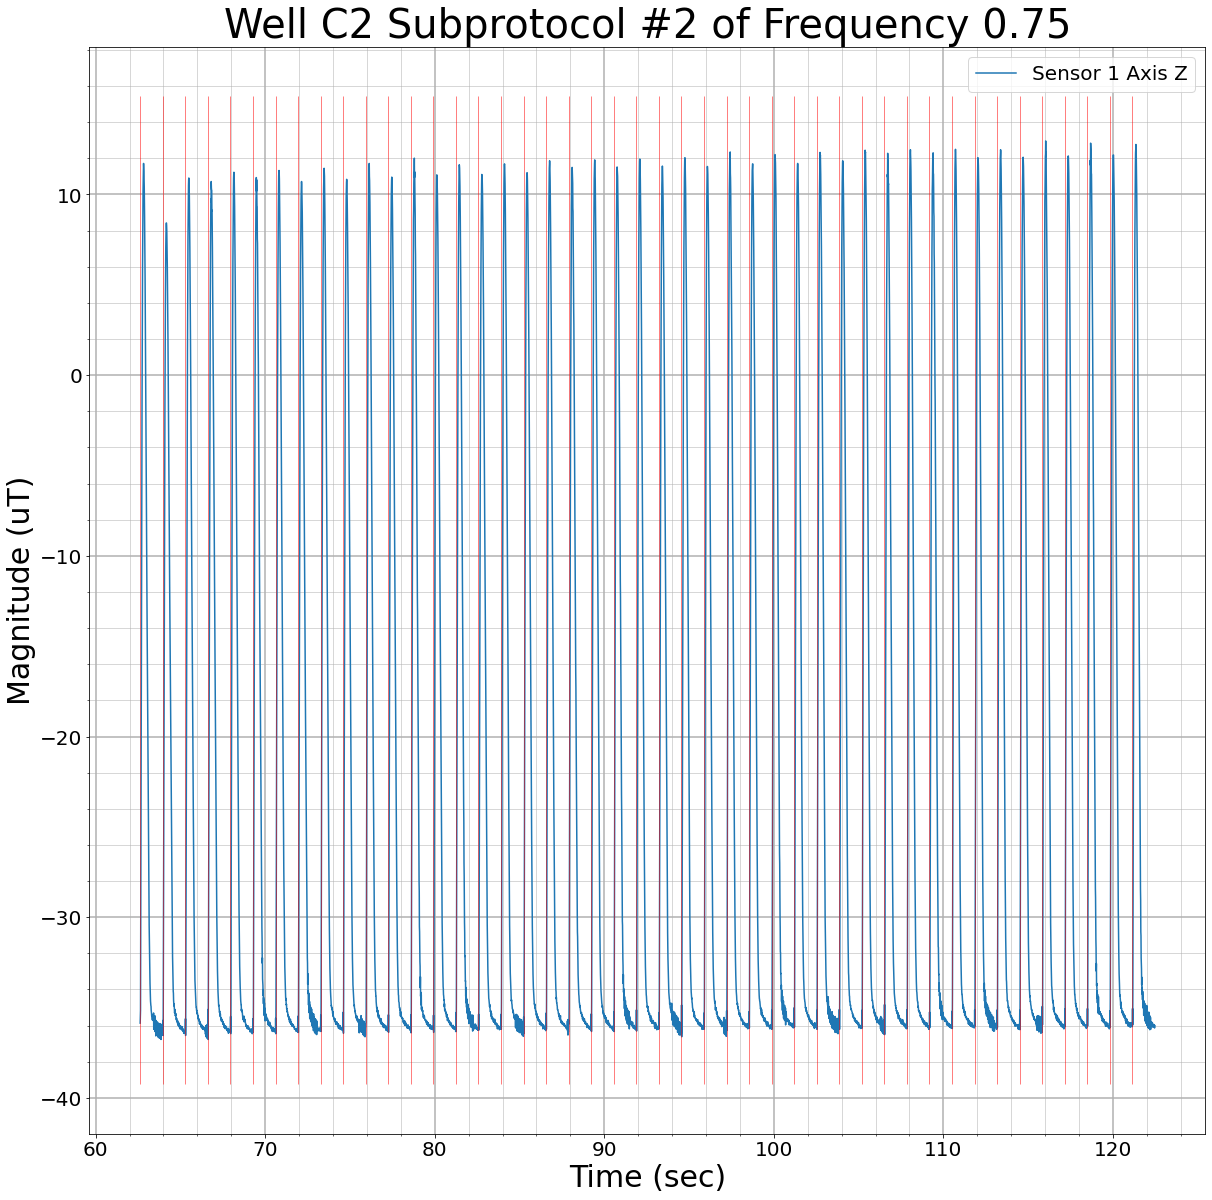 Well C2 Subprotocol #2 of Frequency 0.75
Sensor 1 Axis Z
10
0
−10
−20
−30
−40
Magnitude (uT)
60 70 80 90 100 110 120
Time (sec)